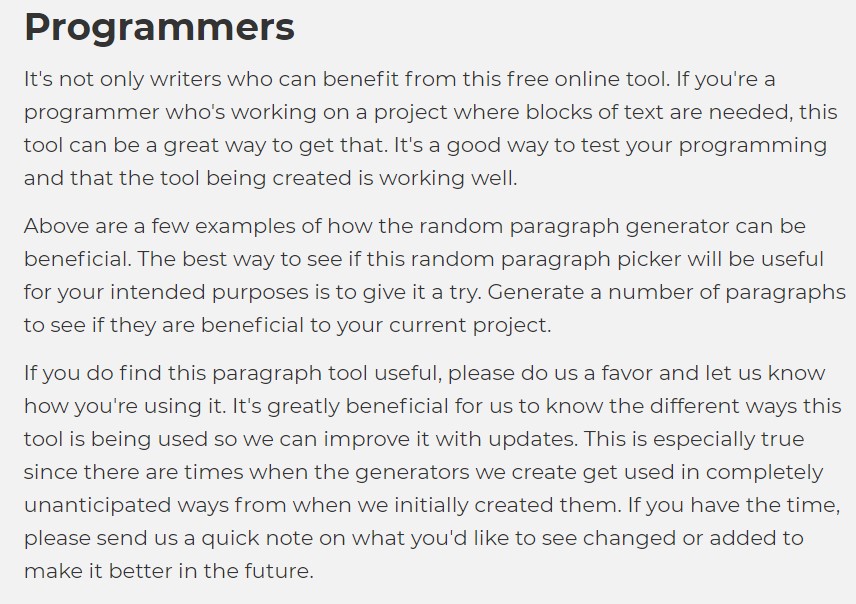 Programmers
It's not only writers who can benefit from this free online tool. If you're a
programmer who's working on a project where blocks of text are needed, this
tool can be a great way to get that. It's a good way to test your programming
and that the tool being created is working well.
Above are a few examples of how the random paragraph generator can be
beneficial. The best way to see if this random paragraph picker will be useful
for your intended purposes is to give it a try. Generate a number of paragraphs
to see if they are beneficial to your current project.
If you do find this paragraph tool useful, please do us a favor and let us know
how you're using it. It's greatly beneficial for us to know the different ways this
tool is being used so we can improve it with updates. This is especially true
since there are times when the generators we create get used in completely
unanticipated ways from when we initially created them. If you have the time,
please send us a quick note on what you'd like to see changed or added to
make it better in the future.